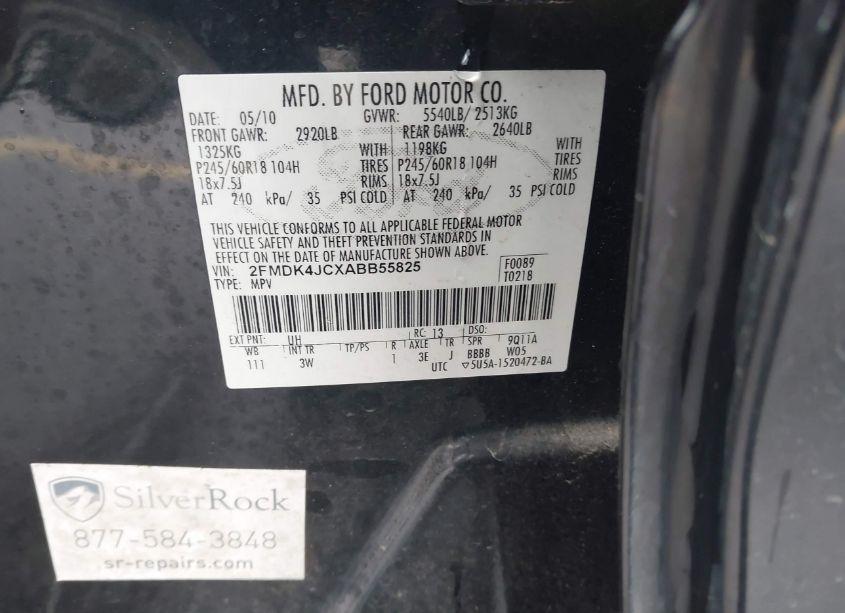 MFD. BY FORD MOTOR CO.
DATE: 05/10 GVWR: 5540LB/ 2513KG
FRONT GAWR: 2920LB REAR GAWR: 2640LB
1325KG WITH 1198KG WITH
P245/60R18 104H TIRES P245/60R18 104H TIRES
18x7.5J RIMS 18x7.5J RIMS
AT 240 kPa/ 35 PSI COLD AT 240 kPa/ 35 PSI COLD
THIS VEHICLE CONFORMS TO ALL APPLICABLE FEDERAL MOTOR
VEHICLE SAFETY AND THEFT PREVENTION STANDARDS IN
EFFECT ON THE DATE OF MANUFACTURE SHOWN ABOVE.
VIN: 2FMDK4JCXABB55825 F0089
TYPE: MPV T0218
EXT PNT: UH RC: 13 DSO:
WB INT TR TP/PS R AXLE TR SPR 9Q11A
111 3W 1 3E J BBBB W05
UTC ▽5U5A-1520472-BA
SilverRock
877-584-3848
sr-repairs.com